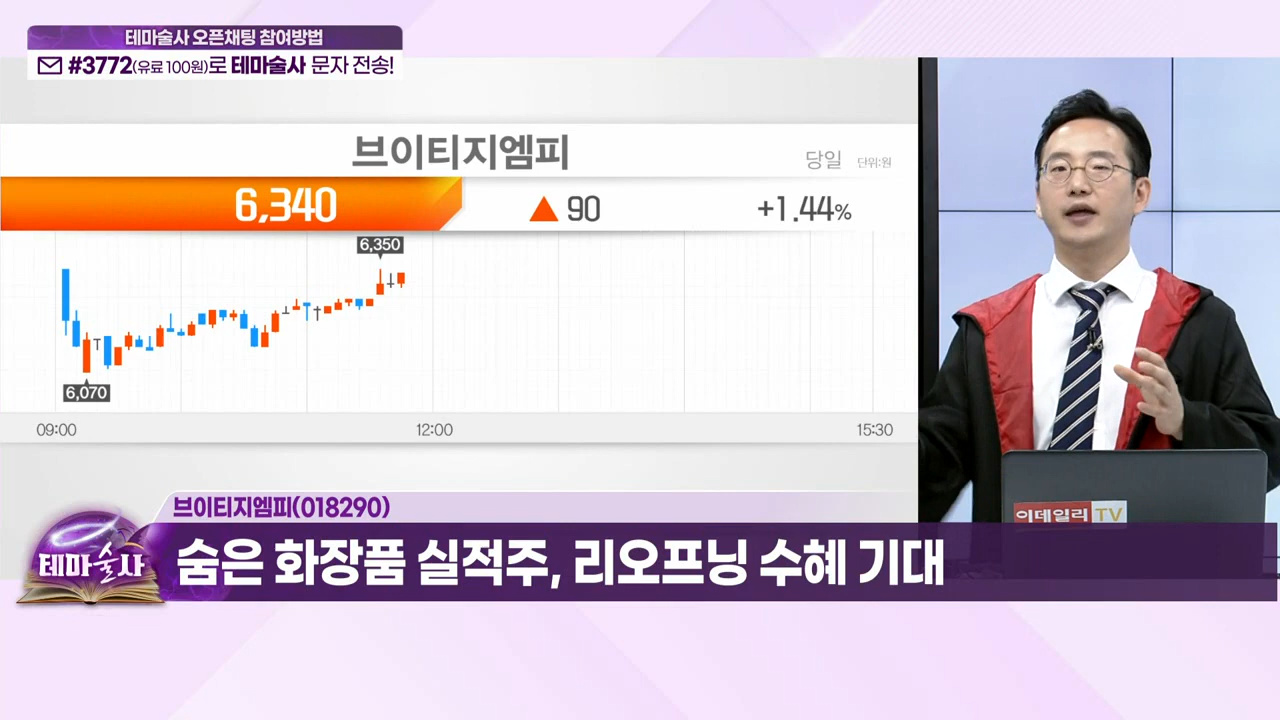 테마술사 오픈채팅 참여방법
#3772(유료 100원)로 테마술사 문자 전송!
브이티지엠피
당일 단위:원
6,340 ▲ 90 +1.44%
6,350
6,070
09:00 12:00 15:30
이데일리 TV
브이티지엠피(018290)
테마술사
숨은 화장품 실적주, 리오프닝 수혜 기대